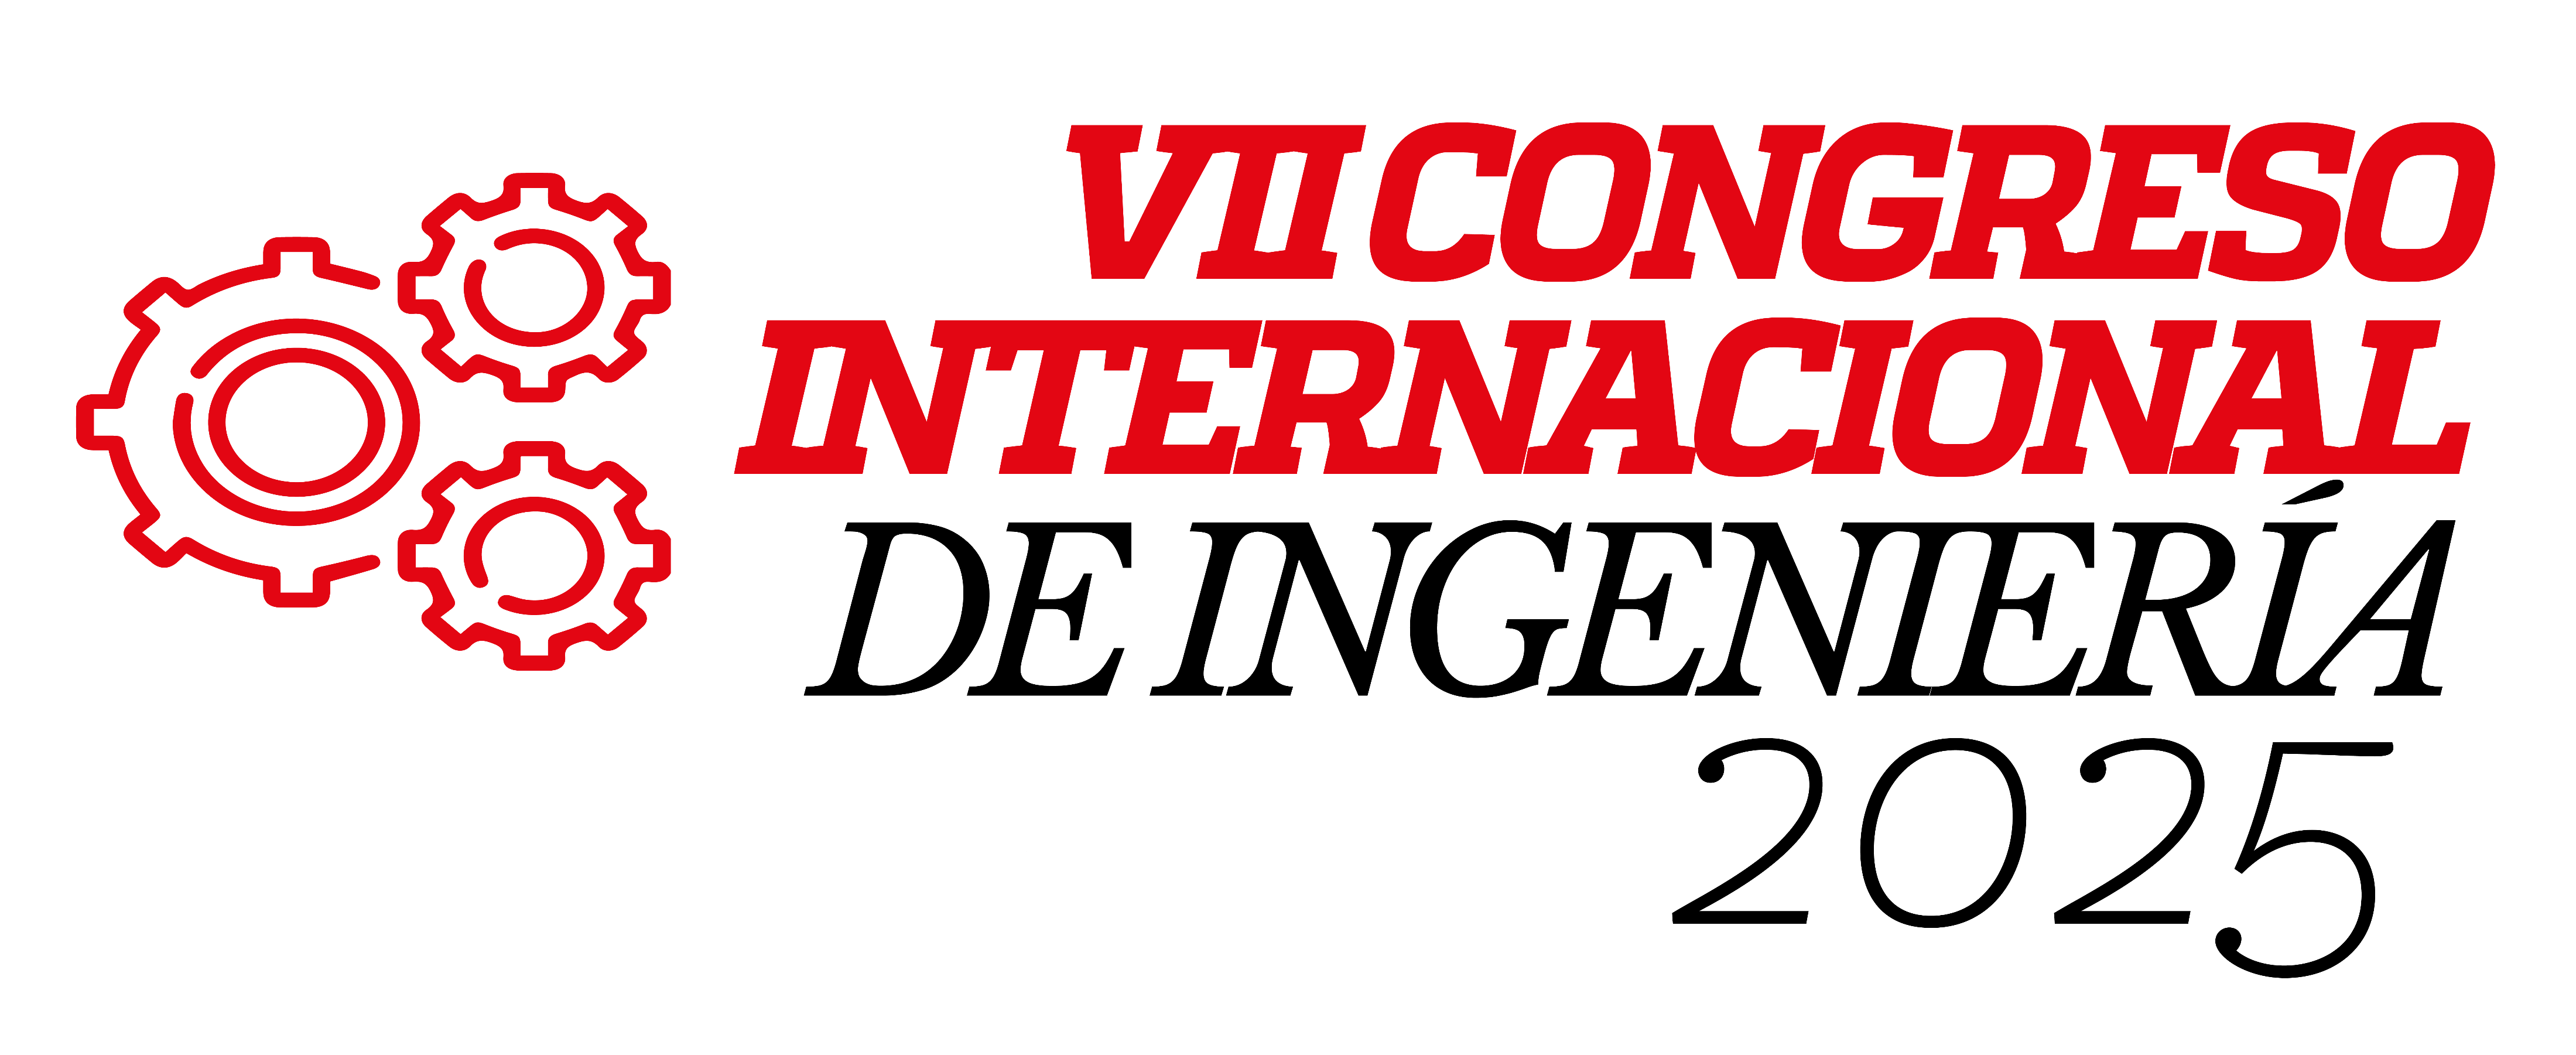 VII CONGRESO
INTERNACIONAL
DE INGENIERÍA
2025